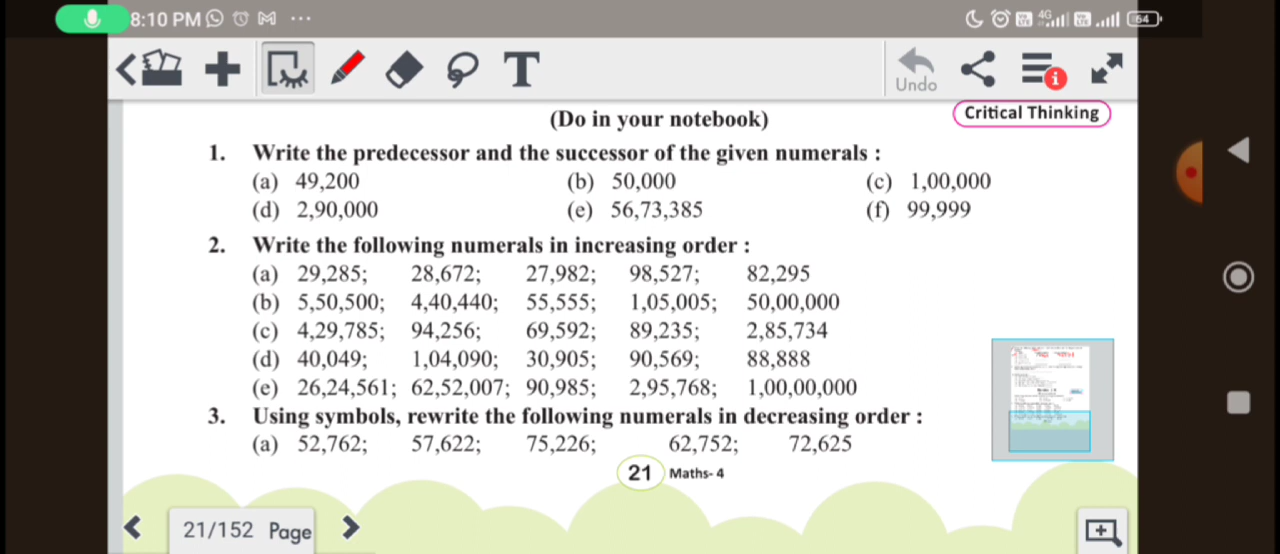 8:10 PM ...
4G 64
T
Undo
(Do in your notebook)
Critical Thinking
1. Write the predecessor and the successor of the given numerals :
(a) 49,200 (b) 50,000 (c) 1,00,000
(d) 2,90,000 (e) 56,73,385 (f) 99,999
2. Write the following numerals in increasing order :
(a) 29,285; 28,672; 27,982; 98,527; 82,295
(b) 5,50,500; 4,40,440; 55,555; 1,05,005; 50,00,000
(c) 4,29,785; 94,256; 69,592; 89,235; 2,85,734
(d) 40,049; 1,04,090; 30,905; 90,569; 88,888
(e) 26,24,561; 62,52,007; 90,985; 2,95,768; 1,00,00,000
3. Using symbols, rewrite the following numerals in decreasing order :
(a) 52,762; 57,622; 75,226; 62,752; 72,625
21 Maths- 4
21/152 Page